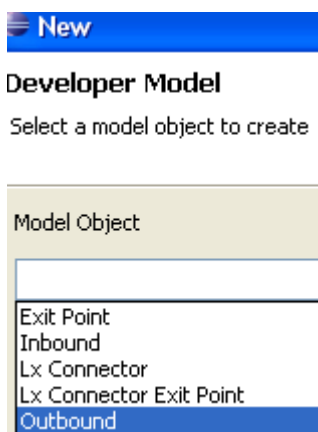 New
Developer Model
Select a model object to create
Model Object
Exit Point
Inbound
Lx Connector
Lx Connector Exit Point
Outbound